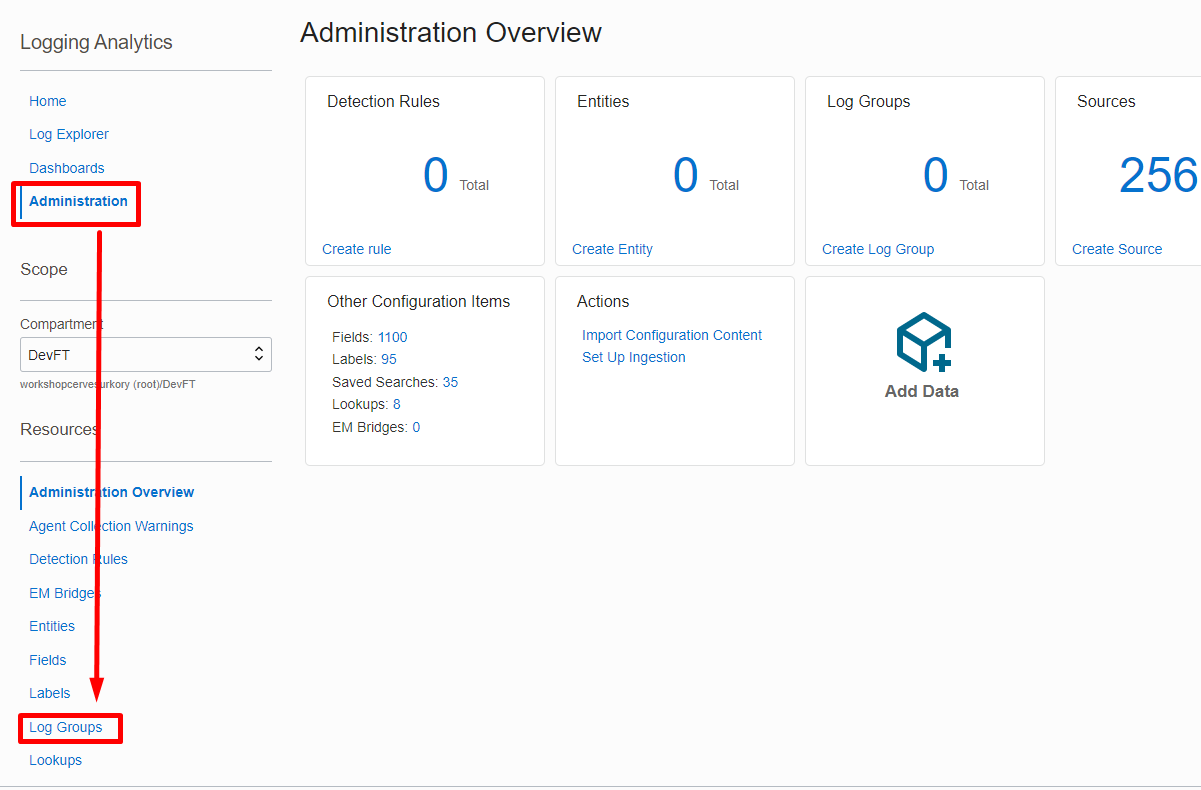 Logging Analytics
Home
Log Explorer
Dashboards
Administration
Scope
Compartment
DevFT
workshopcervesurkory (root)/DevFT
Resources
Administration Overview
Agent Collection Warnings
Detection Rules
EM Bridges
Entities
Fields
Labels
Log Groups
Lookups
Administration Overview
Detection Rules
0 Total
Create rule
Entities
0 Total
Create Entity
Log Groups
0 Total
Create Log Group
Sources
256
Create Source
Other Configuration Items
Fields: 1100
Labels: 95
Saved Searches: 35
Lookups: 8
EM Bridges: 0
Actions
Import Configuration Content
Set Up Ingestion
Add Data